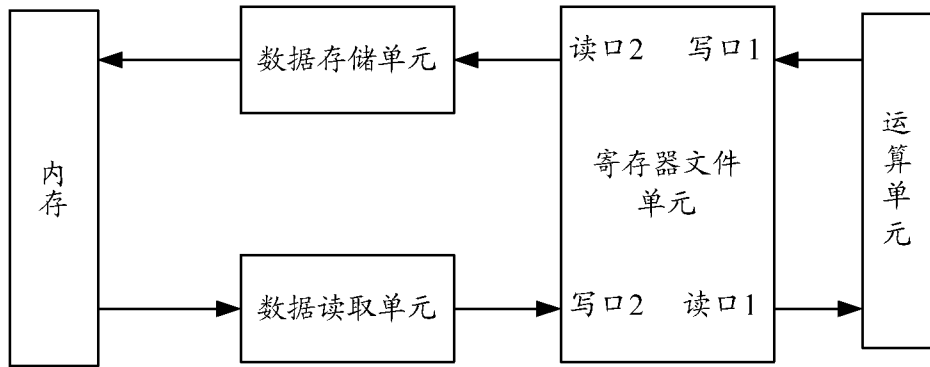 数据存储单元
读口2 写口1
内存
寄存器文件
单元
运算单元
数据读取单元
写口2 读口1